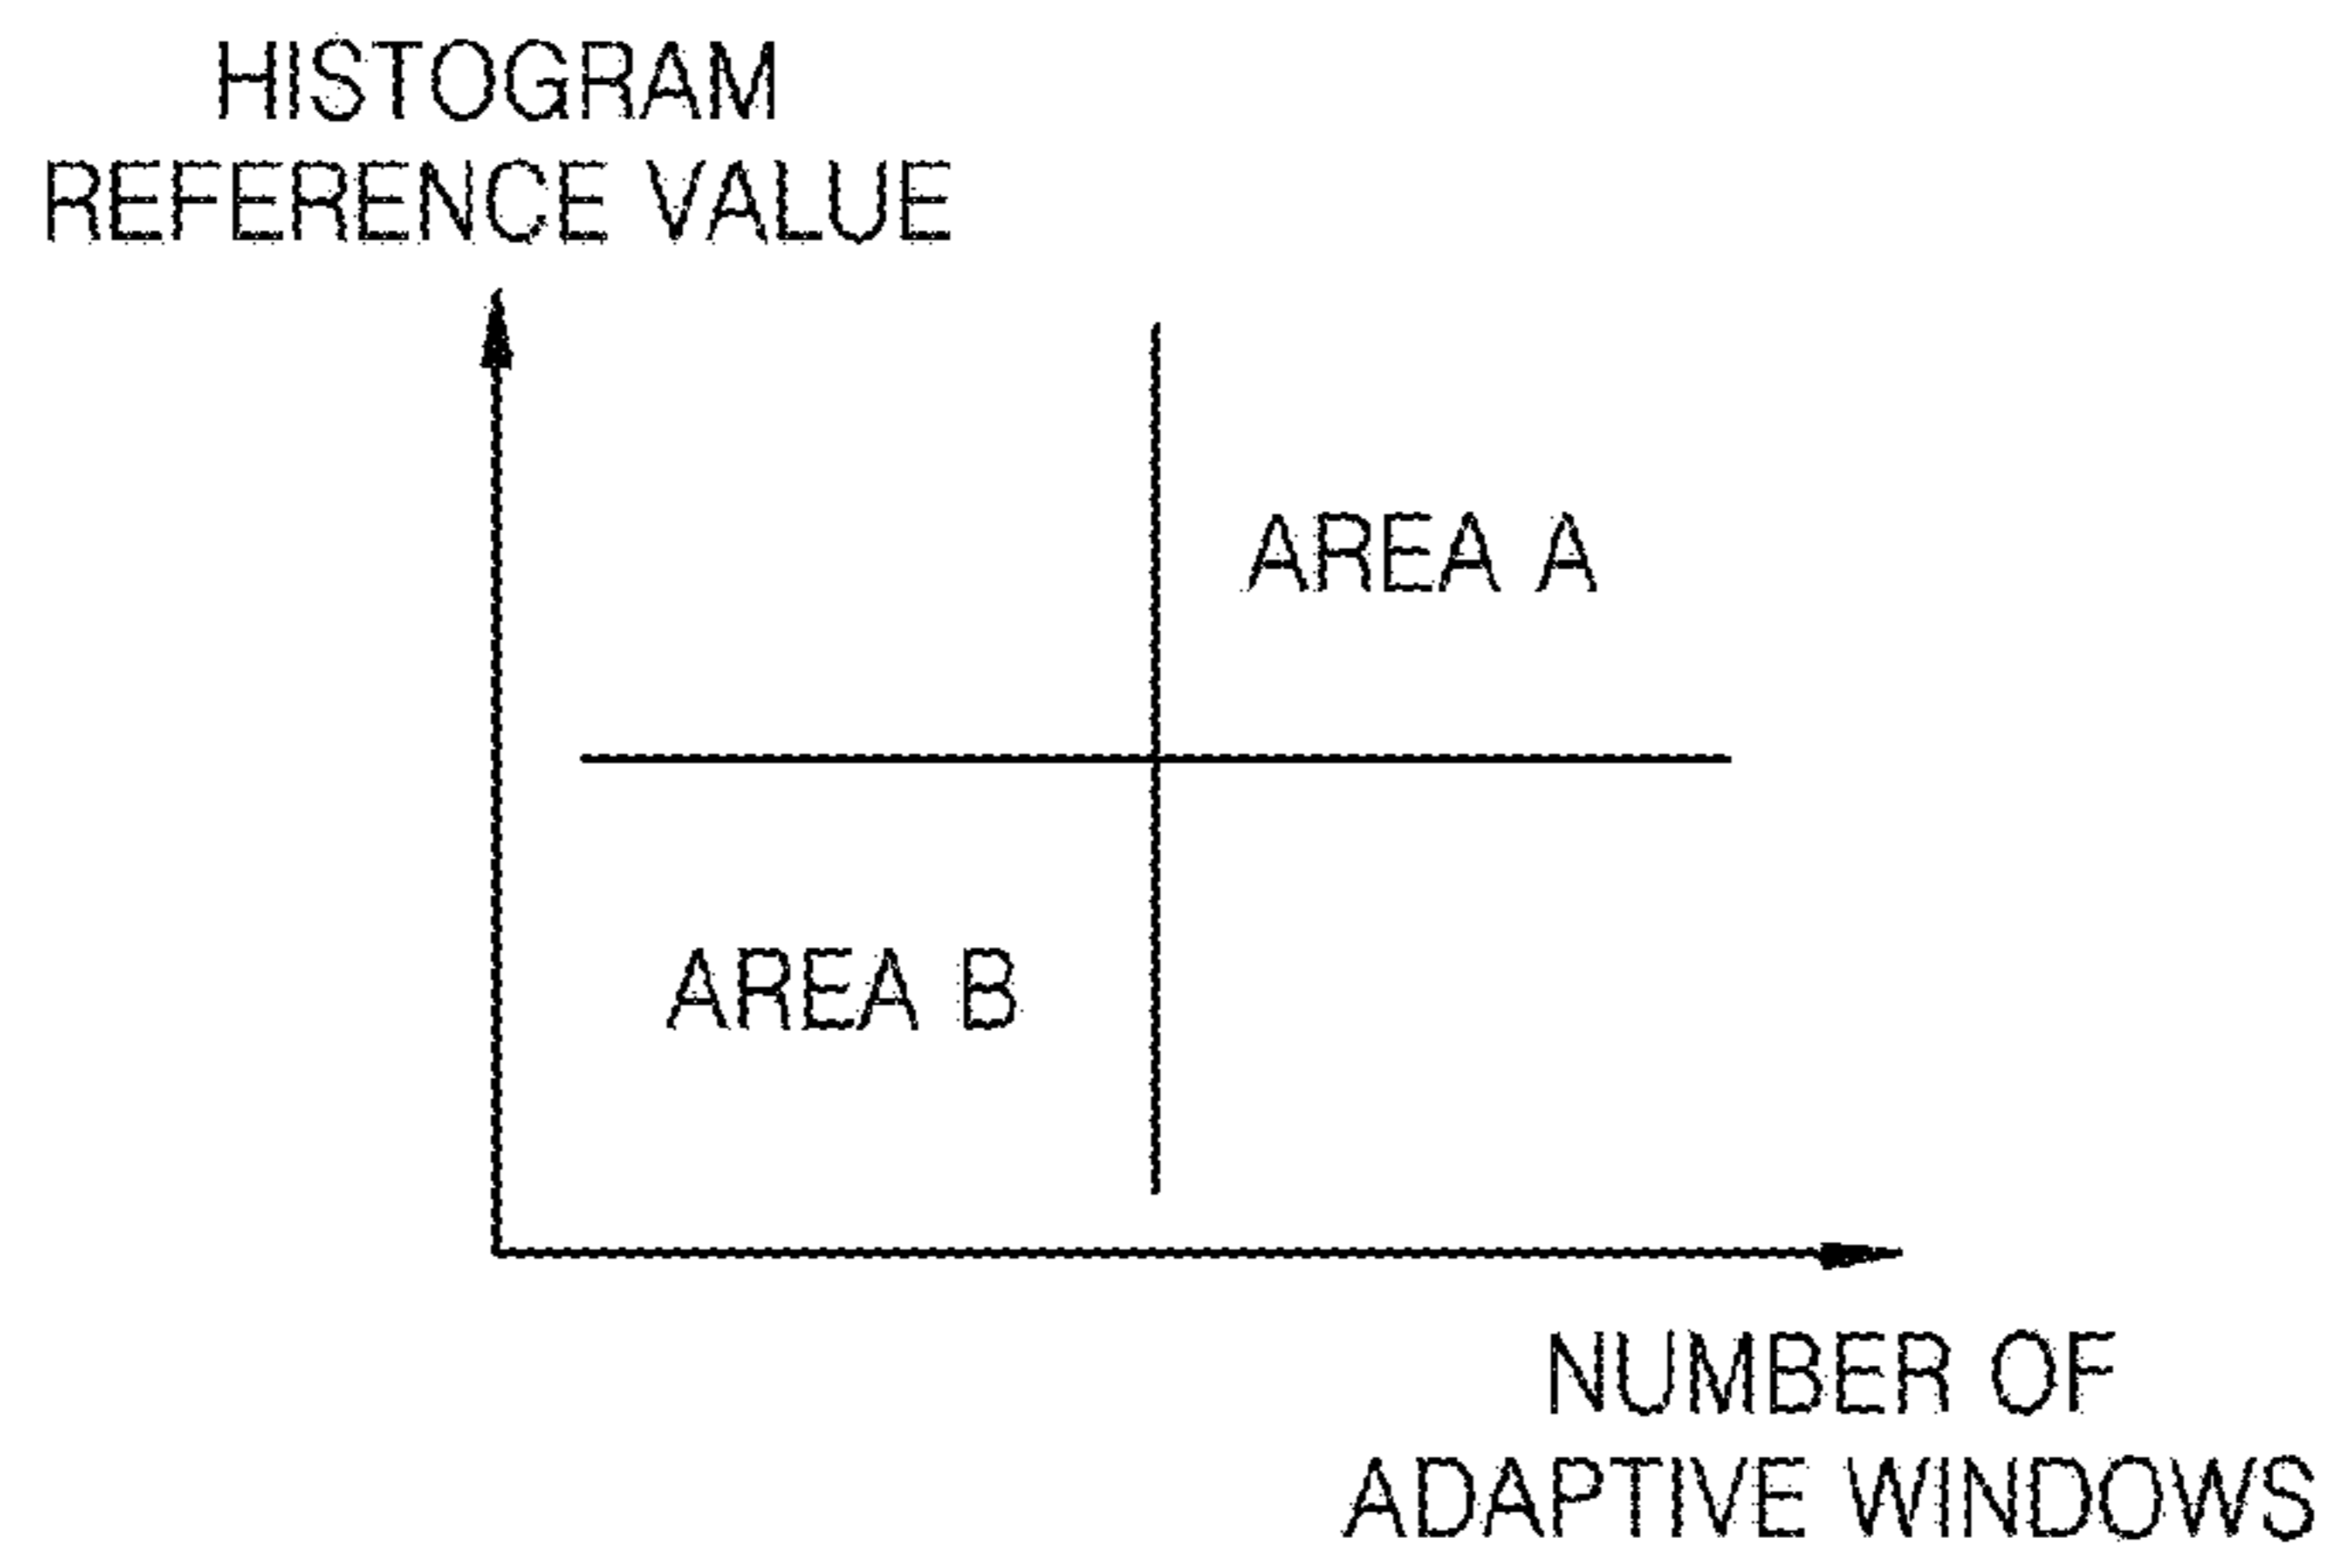 HISTOGRAM
REFERENCE VALUE
AREA A
AREA B
NUMBER OF
ADAPTIVE WINDOWS